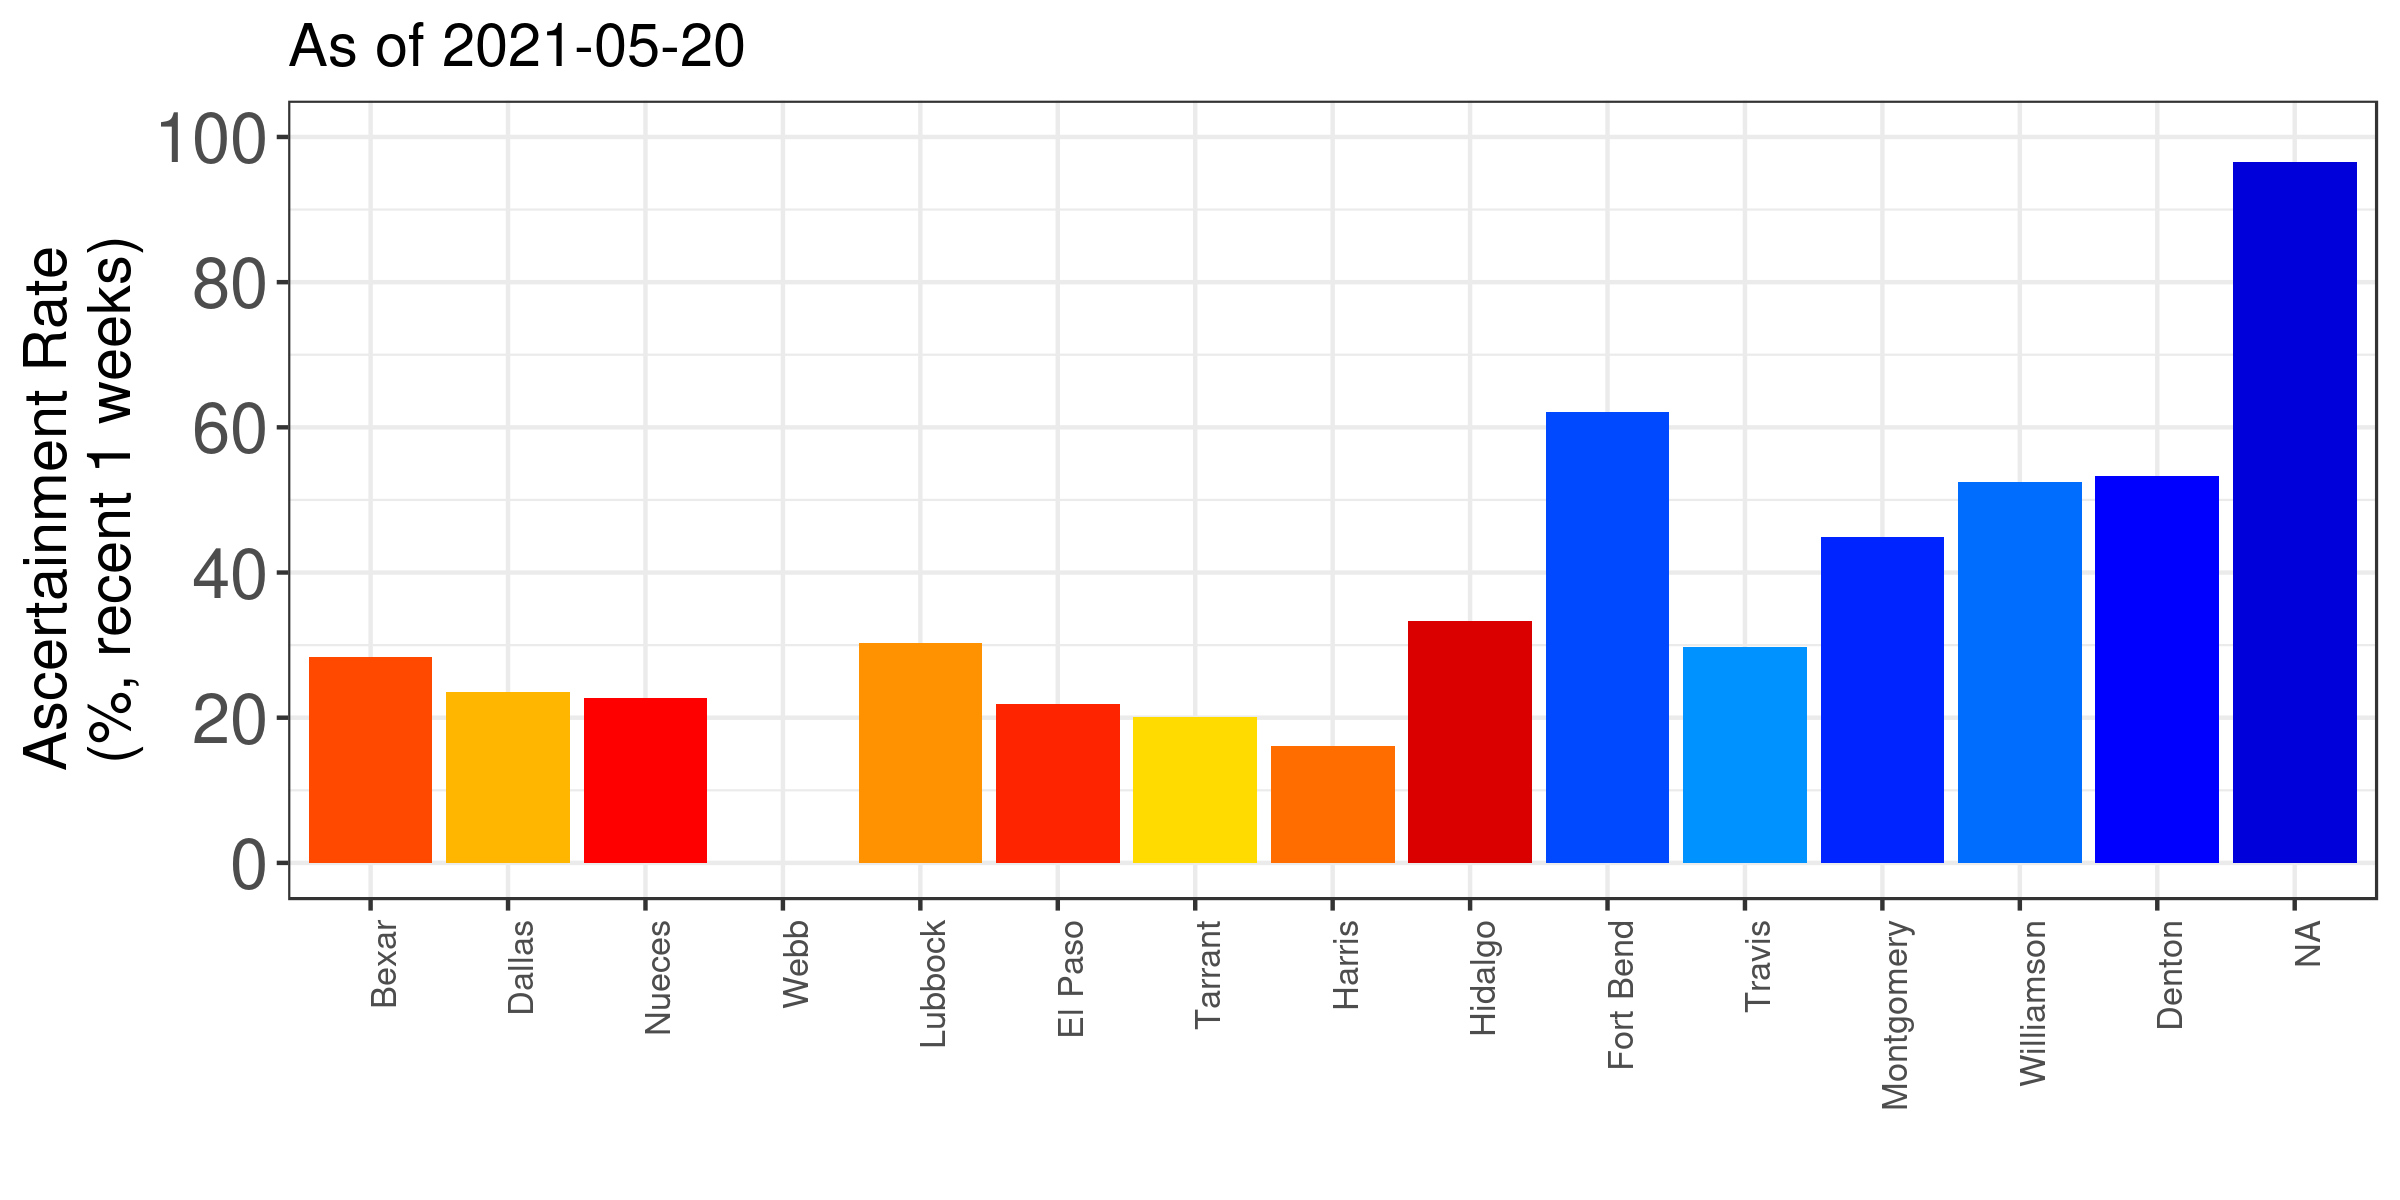 As of 2021-05-20
Ascertainment Rate
(%, recent 1 weeks)
100
80
60
40
20
0
Bexar
Dallas
Nueces
Webb
Lubbock
El Paso
Tarrant
Harris
Hidalgo
Fort Bend
Travis
Montgomery
Williamson
Denton
NA